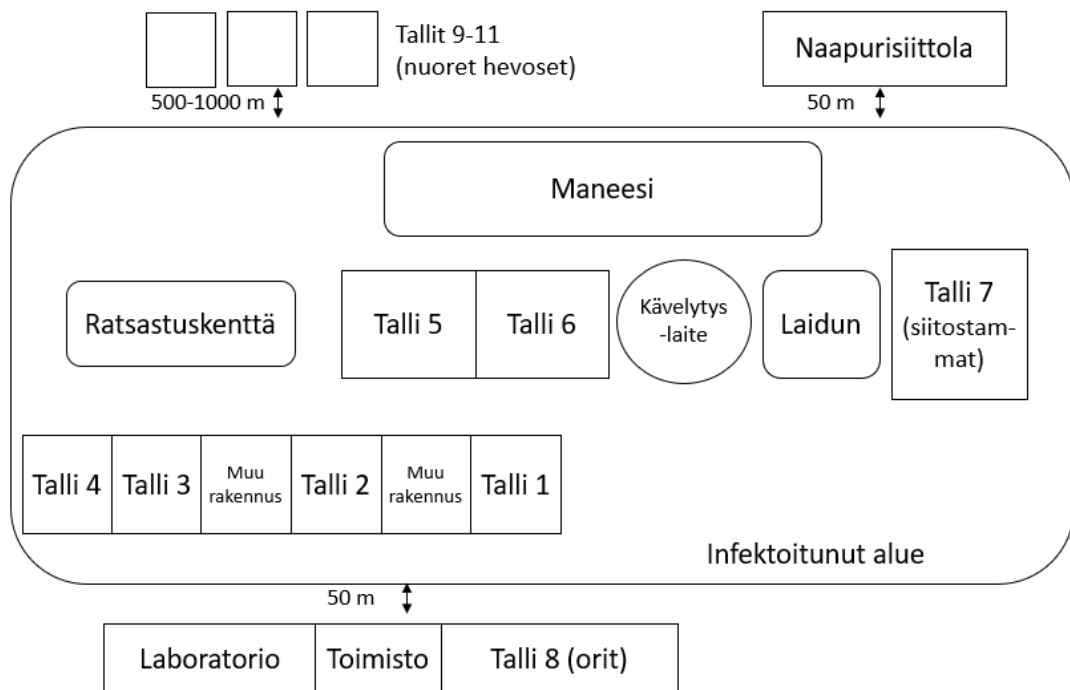 Tallit 9-11
(nuoret hevoset)
500-1000 m
Naapurisiittola
50 m
Maneesi
Ratsastuskenttä
Talli 5
Talli 6
Kävelytys
-laite
Laidun
Talli 7
(siitostam-
mat)
Talli 4
Talli 3
Muu
rakennus
Talli 2
Muu
rakennus
Talli 1
Infektoitunut alue
50 m
Laboratorio
Toimisto
Talli 8 (orit)